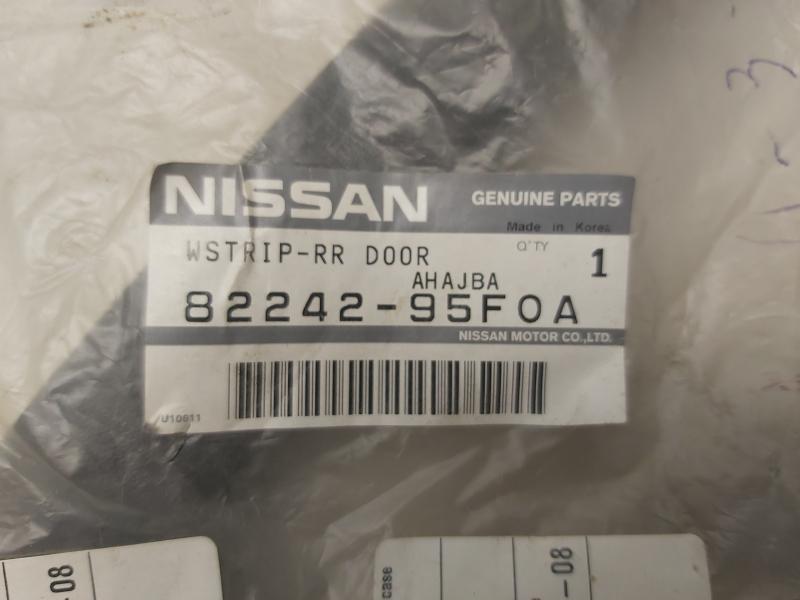 NISSAN
GENUINE PARTS
Made in Korea
WSTRIP-RR DOOR
Q'TY
1
AHAJBA
82242-95F0A
NISSAN MOTOR CO.,LTD.
U10611
-08
case
-08